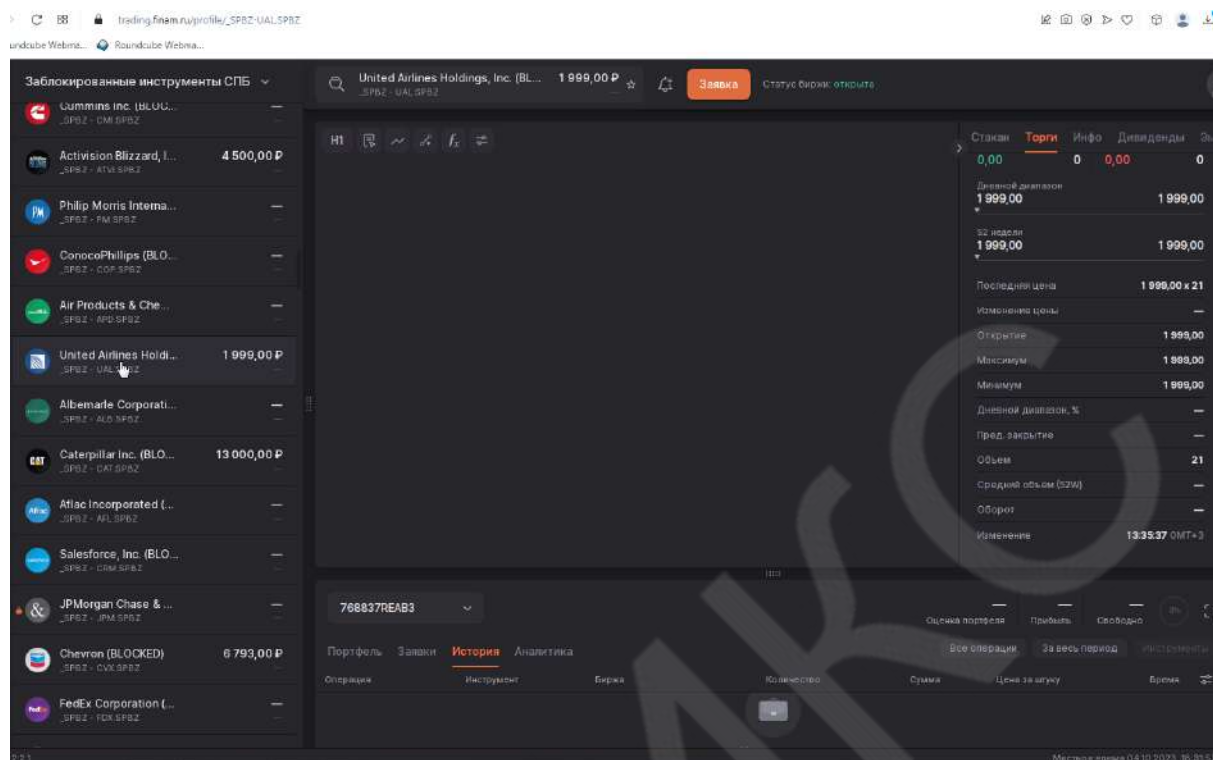 trading.finam.ru/profile/_SPBZ-UAL.SPBZ
Roundcube Webma...
Заблокированные инструменты СПБ
United Airlines Holdings, Inc. (BL...
1 999,00 ₽
_SPBZ - UAL.SPBZ
Заявка
Статус биржи: открыта
Cummins Inc. (BLOC...
_SPBZ - CMI.SPBZ
—
Activision Blizzard, I...
4 500,00 ₽
_SPBZ - ATVI.SPBZ
Philip Morris Interna...
—
_SPBZ - PM.SPBZ
ConocoPhillips (BLO...
—
_SPBZ - COP.SPBZ
Air Products & Che...
—
_SPBZ - APD.SPBZ
United Airlines Holdi...
1 999,00 ₽
Albemarle Corporati...
—
_SPBZ - ALB.SPBZ
Caterpillar Inc. (BLO...
13 000,00 ₽
_SPBZ - CAT.SPBZ
Aflac Incorporated (...
—
_SPBZ - AFL.SPBZ
Salesforce, Inc. (BLO...
—
_SPBZ - CRM.SPBZ
JPMorgan Chase & ...
—
_SPBZ - JPM.SPBZ
Chevron (BLOCKED)
6 793,00 ₽
_SPBZ - CVX.SPBZ
FedEx Corporation (...
—
_SPBZ - FDX.SPBZ
H1
Стакан Торги Инфо Дивиденды
0,00 0 0,00 0
Дневной диапазон
1 999,00 1 999,00
52 недели
1 999,00 1 999,00
Последняя цена 1 999,00 x 21
Изменение цены —
Открытие 1 999,00
Максимум 1 999,00
Минимум 1 999,00
Дневной диапазон, % —
Пред. закрытие —
Объем 21
Средний объем (52W) —
Оборот —
Изменение 13:35:37 GMT+3
768837REAB3
Оценка портфеля Прибыль Свободно
Портфель Заявки История Аналитика
Все операции За весь период Инструменты
Операция Инструмент Биржа Количество Сумма Цена за штуку Время
Местное время 04.10.2023,